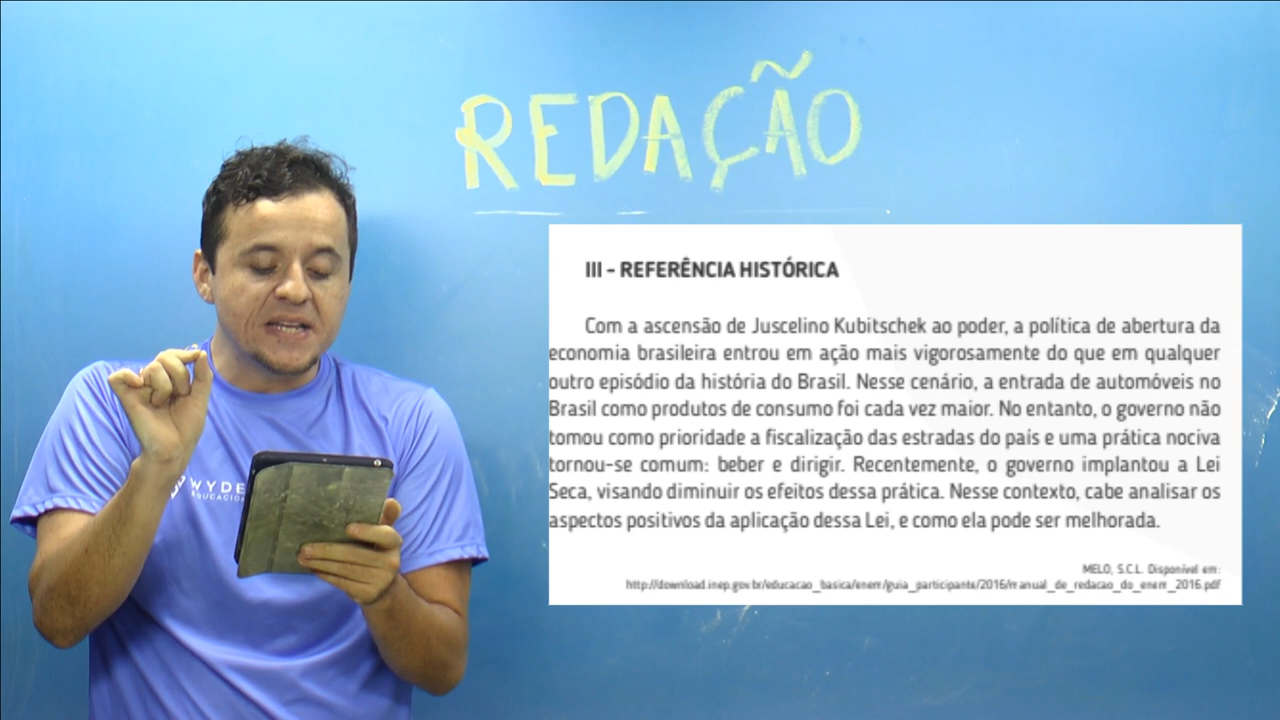 REDAÇÃO
III - REFERÊNCIA HISTÓRICA
Com a ascensão de Juscelino Kubitschek ao poder, a política de abertura da
economia brasileira entrou em ação mais vigorosamente do que em qualquer
outro episódio da história do Brasil. Nesse cenário, a entrada de automóveis no
Brasil como produtos de consumo foi cada vez maior. No entanto, o governo não
tomou como prioridade a fiscalização das estradas do país e uma prática nociva
tornou-se comum: beber e dirigir. Recentemente, o governo implantou a Lei
Seca, visando diminuir os efeitos dessa prática. Nesse contexto, cabe analisar os
aspectos positivos da aplicação dessa Lei, e como ela pode ser melhorada.
MELO, S.C.L. Disponível em:
http://download.inep.gov.br/educacao_basica/enem/guia_participante/2016/manual_de_redacao_do_enem_2016.pdf
WYDE
EDUCACIO